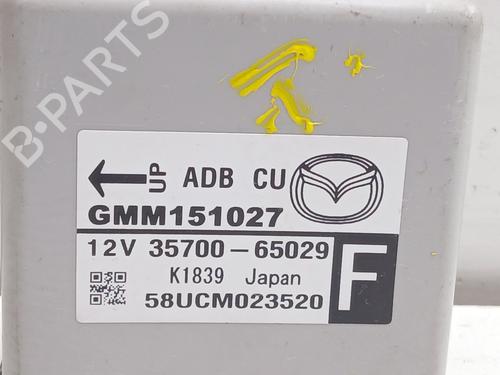 B-PARTS
← UP ADB CU
GMM151027
12V 35700-65029
F
K1839 Japan
58UCM023520